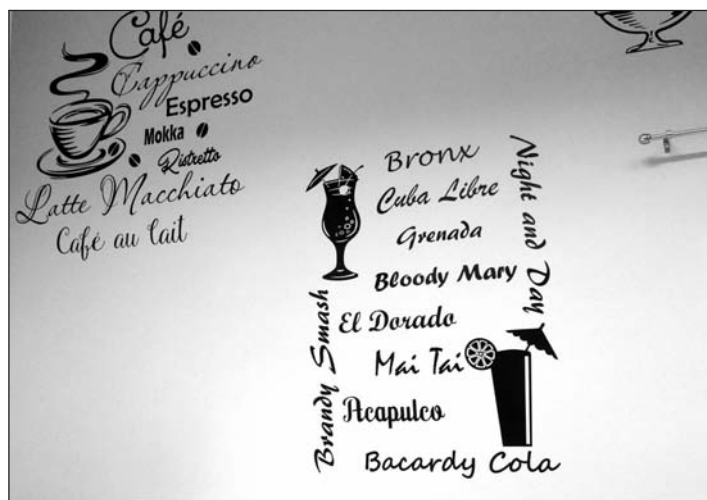 Café
Cappuccino
Espresso
Mokka
Ristretto
Latte Macchiato
Café au lait
Bronx
Cuba Libre
Grenada
Bloody Mary
El Dorado
Mai Tai
Acapulco
Bacardy Cola
Brandy Smash
Night and Day